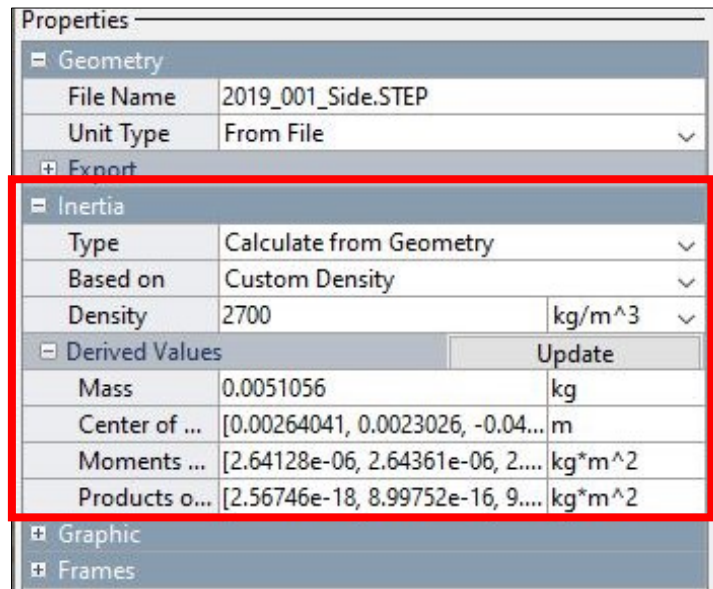 Properties
Geometry
File Name 2019_001_Side.STEP
Unit Type From File
Export
Inertia
Type Calculate from Geometry
Based on Custom Density
Density 2700 kg/m^3
Derived Values Update
Mass 0.0051056 kg
Center of ... [0.00264041, 0.0023026, -0.04... m
Moments ... [2.64128e-06, 2.64361e-06, 2.... kg*m^2
Products o... [2.56746e-18, 8.99752e-16, 9.... kg*m^2
Graphic
Frames